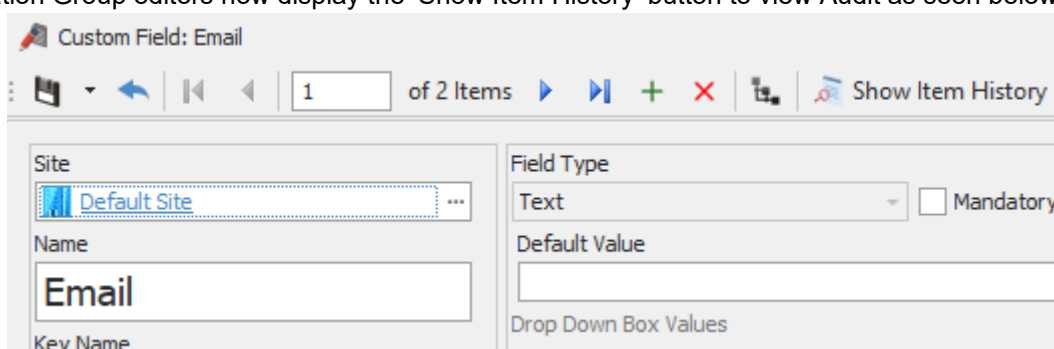 ation Group editors now display the 'Show Item History' button to view Audit as seen below
Custom Field: Email
1 of 2 Items Show Item History
Site
Default Site ...
Name
Email
Key Name
Field Type
Text Mandatory
Default Value
Drop Down Box Values